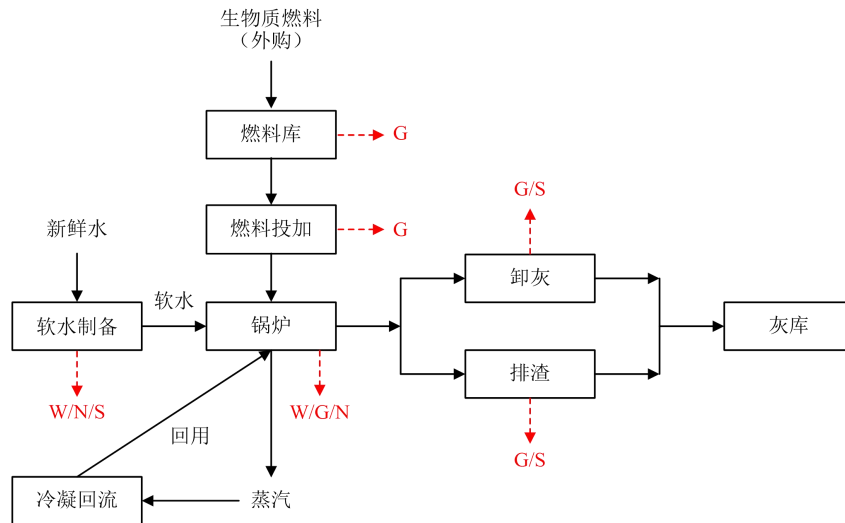 生物质燃料
（外购）
燃料库
G
G/S
新鲜水
燃料投加
G
卸灰
软水
软水制备
锅炉
灰库
排渣
W/N/S
W/G/N
回用
G/S
冷凝回流
蒸汽